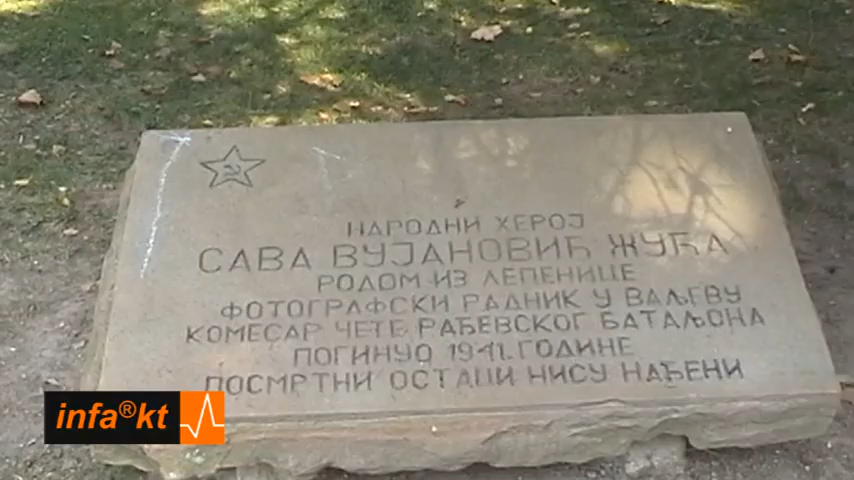 НАРОДНИ ХЕРОЈ
САВА ВУЈАНОВИЋ ЖУЋА
РОДОМ ИЗ ЛЕПЕНИЦЕ
ФОТОГРАФСКИ РАДНИК У ВАЉЕВУ
КОМЕСАР ЧЕТЕ РАЂЕВСКОГ БАТАЉОНА
ПОГИНУО 1941. ГОДИНЕ
ПОСМРТНИ ОСТАЦИ НИСУ НАЂЕНИ
infa®kt